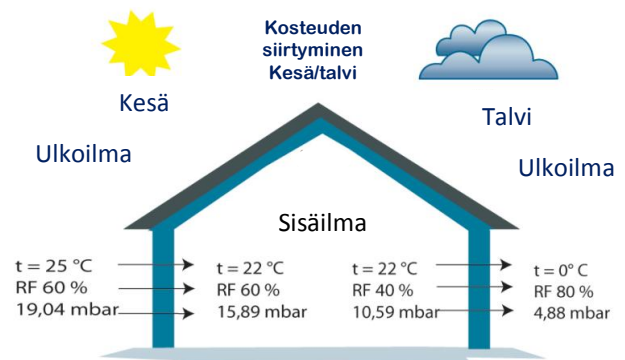 Kosteuden
siirtyminen
Kesä/talvi
Kesä
Talvi
Ulkoilma
Ulkoilma
Sisäilma
t = 25 °C
RF 60 %
19,04 mbar
t = 22 °C
RF 60 %
15,89 mbar
t = 22 °C
RF 40 %
10,59 mbar
t = 0° C
RF 80 %
4,88 mbar